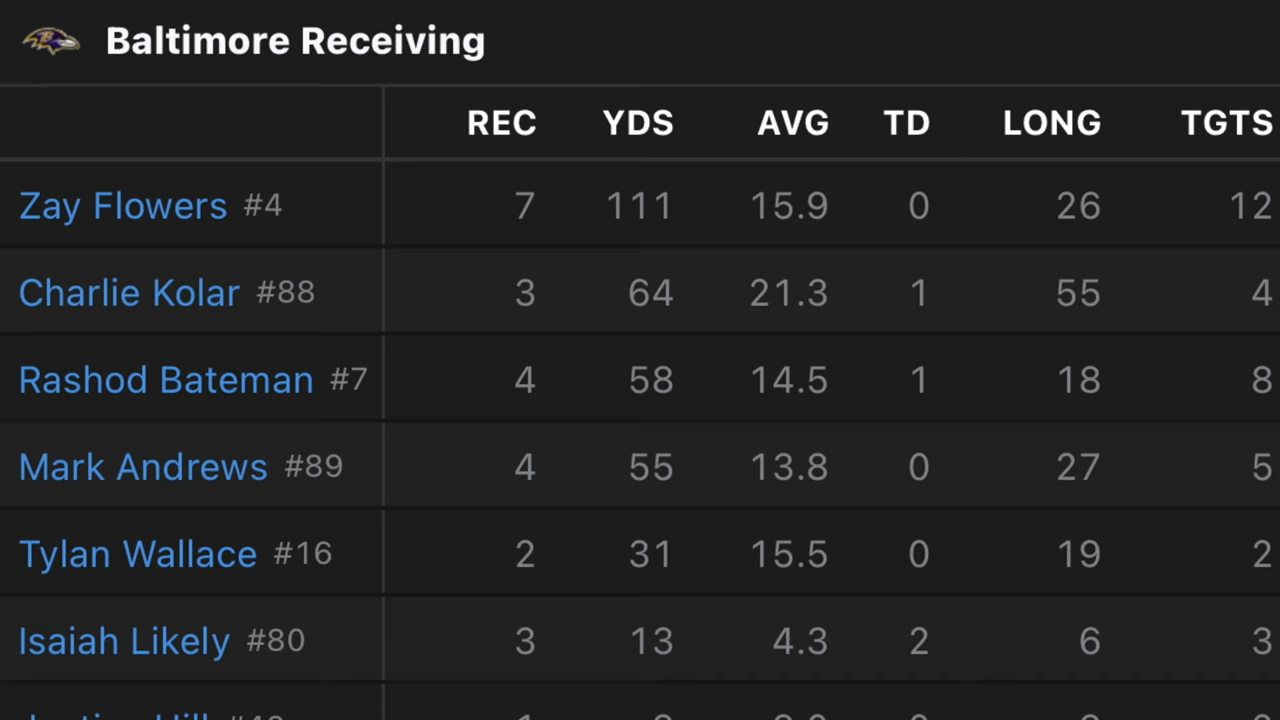 Baltimore Receiving
REC YDS AVG TD LONG TGTS
Zay Flowers #4 7 111 15.9 0 26 12
Charlie Kolar #88 3 64 21.3 1 55 4
Rashod Bateman #7 4 58 14.5 1 18 8
Mark Andrews #89 4 55 13.8 0 27 5
Tylan Wallace #16 2 31 15.5 0 19 2
Isaiah Likely #80 3 13 4.3 2 6 3